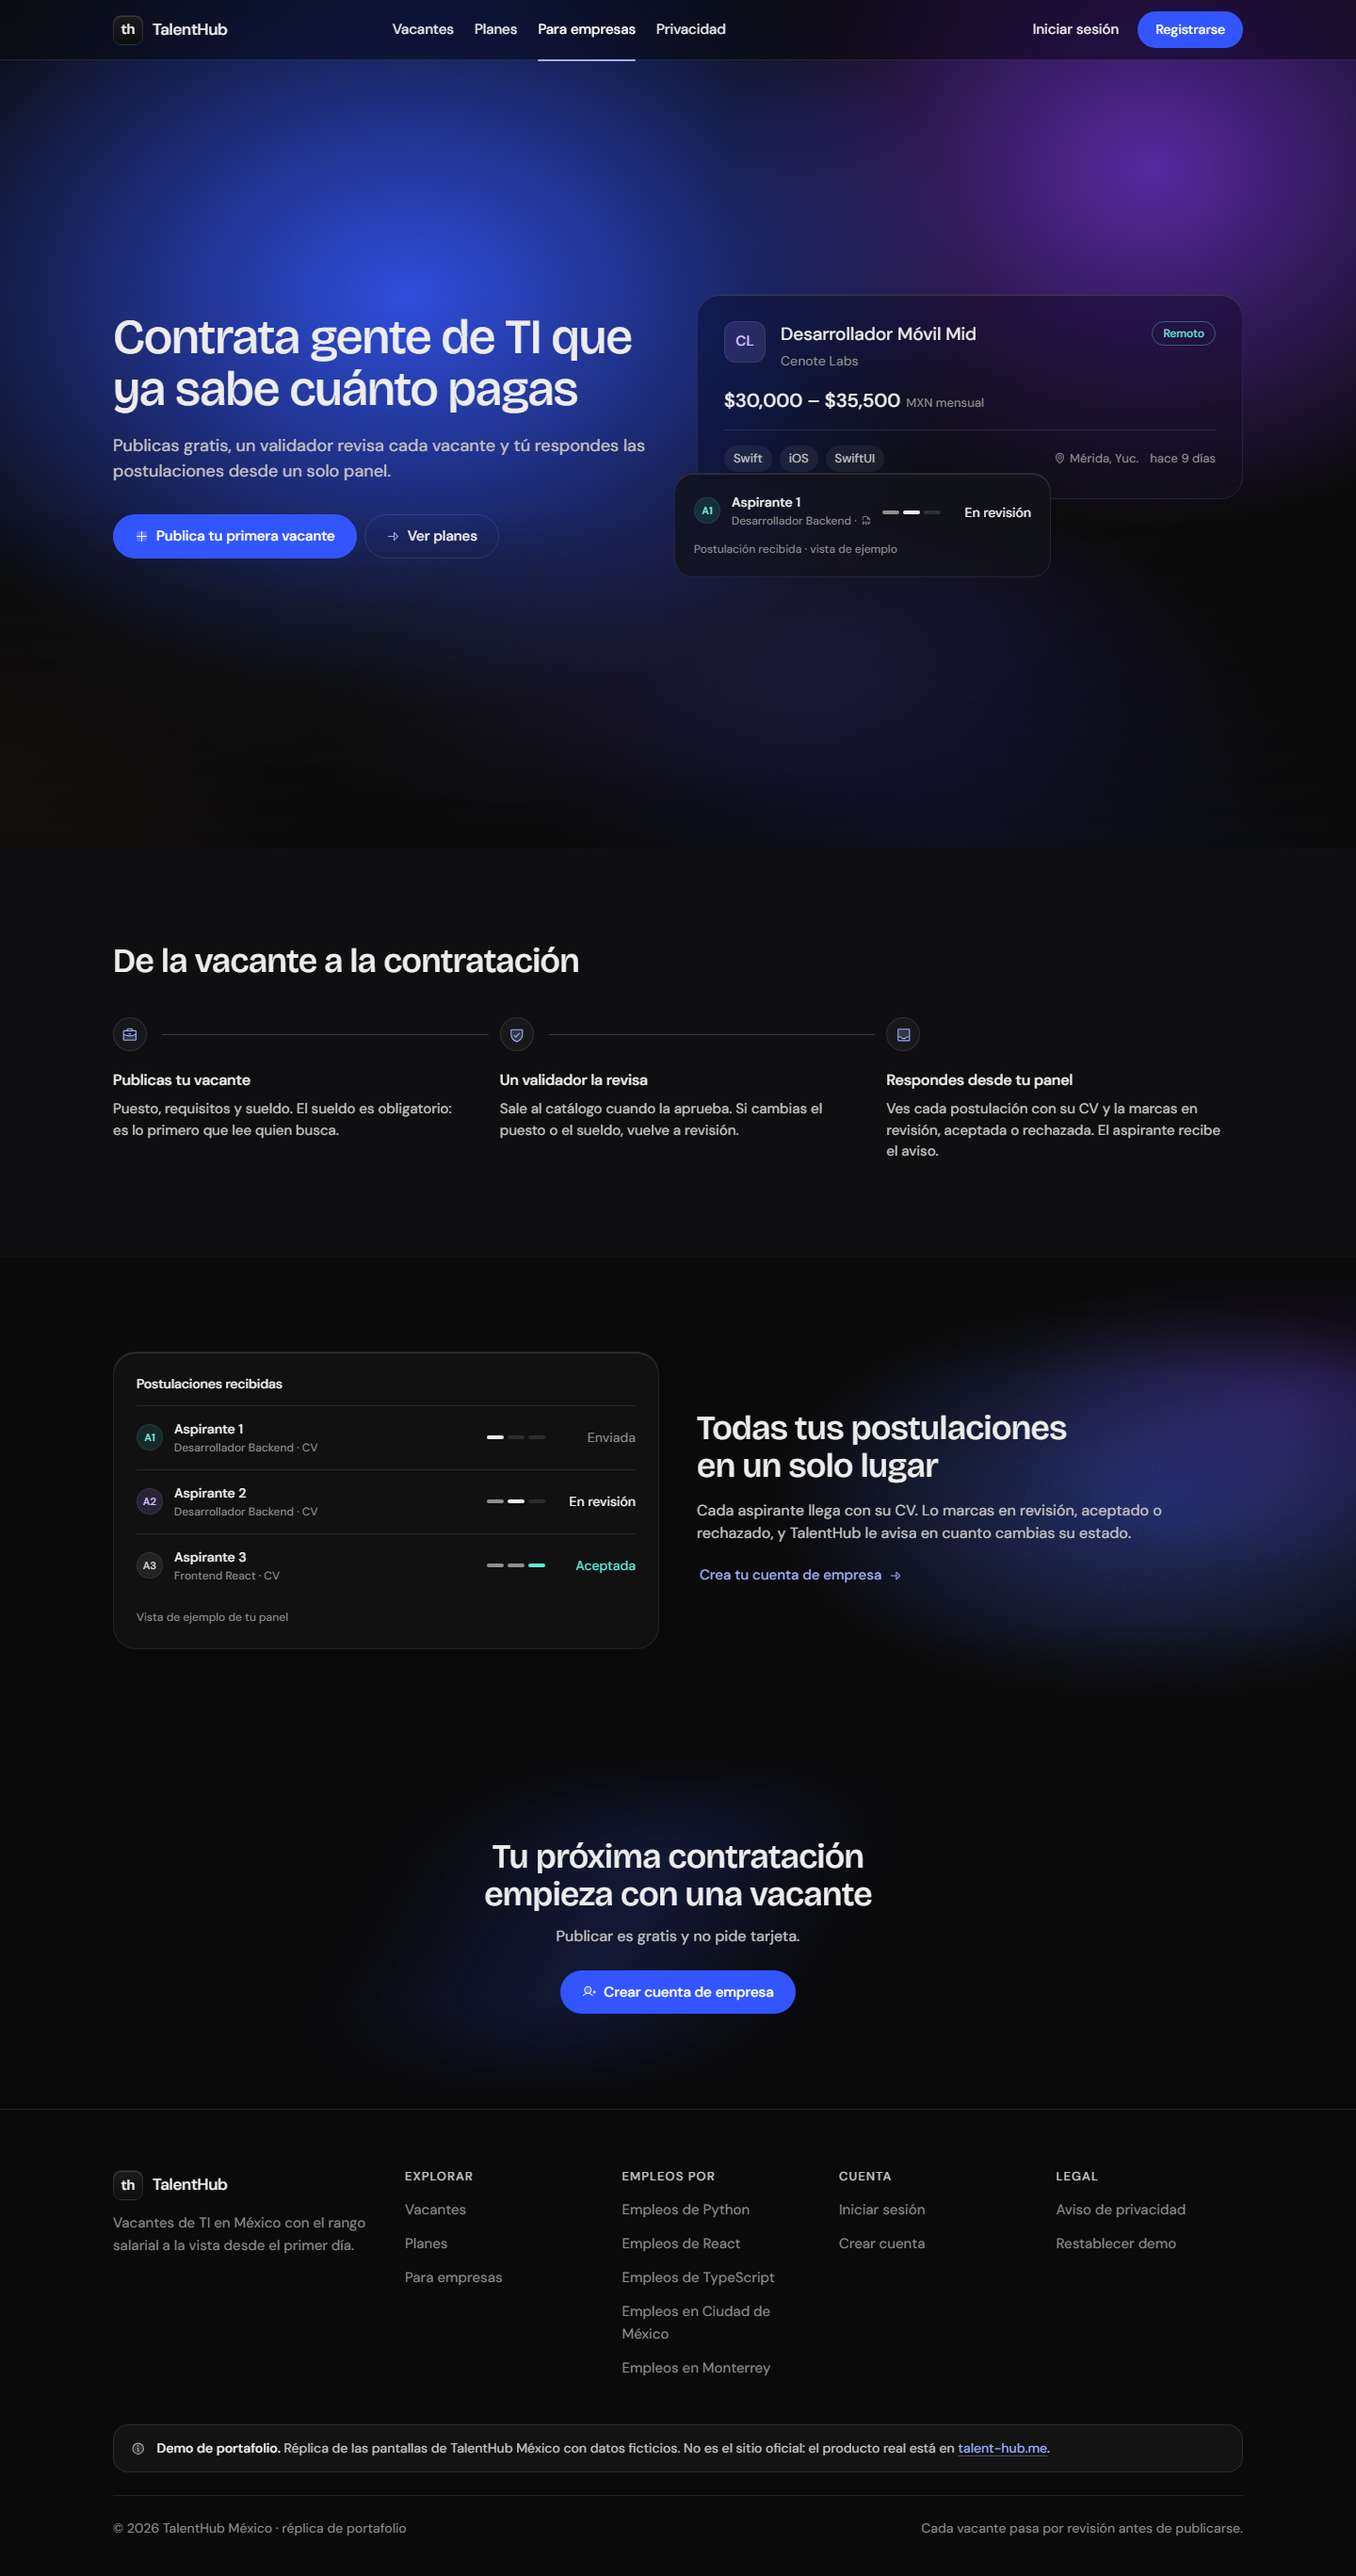 th TalentHub Vacantes Planes Para empresas Privacidad Iniciar sesión Registrarse
Contrata gente de TI que
ya sabe cuánto pagas
Publicas gratis, un validador revisa cada vacante y tú respondes las
postulaciones desde un solo panel.
Publica tu primera vacante Ver planes
CL Desarrollador Móvil Mid Remoto
Cenote Labs
$30,000 – $35,500 MXN mensual
Swift iOS SwiftUI Mérida, Yuc. hace 9 días
A1 Aspirante 1 En revisión
Desarrollador Backend ·
Postulación recibida · vista de ejemplo
De la vacante a la contratación
Publicas tu vacante
Puesto, requisitos y sueldo. El sueldo es obligatorio:
es lo primero que lee quien busca.
Un validador la revisa
Sale al catálogo cuando la aprueba. Si cambias el
puesto o el sueldo, vuelve a revisión.
Respondes desde tu panel
Ves cada postulación con su CV y la marcas en
revisión, aceptada o rechazada. El aspirante recibe
el aviso.
Postulaciones recibidas
A1 Aspirante 1 Enviada
Desarrollador Backend · CV
A2 Aspirante 2 En revisión
Desarrollador Backend · CV
A3 Aspirante 3 Aceptada
Frontend React · CV
Vista de ejemplo de tu panel
Todas tus postulaciones
en un solo lugar
Cada aspirante llega con su CV. Lo marcas en revisión, aceptado o
rechazado, y TalentHub le avisa en cuanto cambias su estado.
Crea tu cuenta de empresa
Tu próxima contratación
empieza con una vacante
Publicar es gratis y no pide tarjeta.
Crear cuenta de empresa
th TalentHub
Vacantes de TI en México con el rango
salarial a la vista desde el primer día.
EXPLORAR
Vacantes
Planes
Para empresas
EMPLEOS POR
Empleos de Python
Empleos de React
Empleos de TypeScript
Empleos en Ciudad de
México
Empleos en Monterrey
CUENTA
Iniciar sesión
Crear cuenta
LEGAL
Aviso de privacidad
Restablecer demo
Demo de portafolio. Réplica de las pantallas de TalentHub México con datos ficticios. No es el sitio oficial: el producto real está en talent-hub.me.
© 2026 TalentHub México · réplica de portafolio
Cada vacante pasa por revisión antes de publicarse.